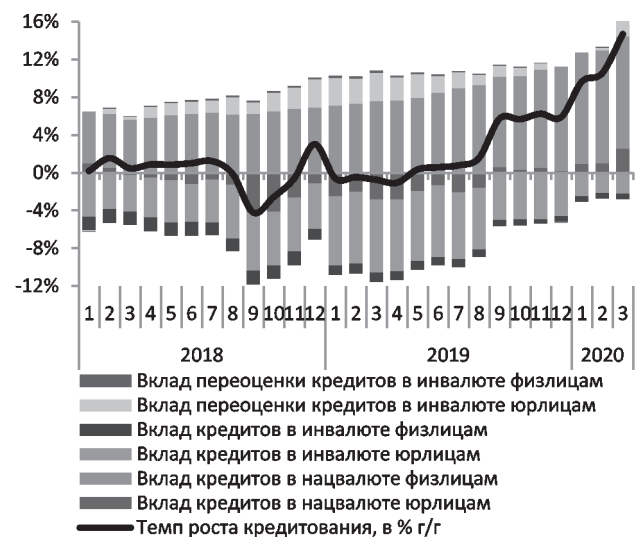 16%
12%
8%
4%
0%
-4%
-8%
-12%
1 2 3 4 5 6 7 8 9 10 11 12 1 2 3 4 5 6 7 8 9 10 11 12 1 2 3
2018 2019 2020
Вклад переоценки кредитов в инвалюте физлицам
Вклад переоценки кредитов в инвалюте юрлицам
Вклад кредитов в инвалюте физлицам
Вклад кредитов в инвалюте юрлицам
Вклад кредитов в нацвалюте физлицам
Вклад кредитов в нацвалюте юрлицам
Темп роста кредитования, в % г/г